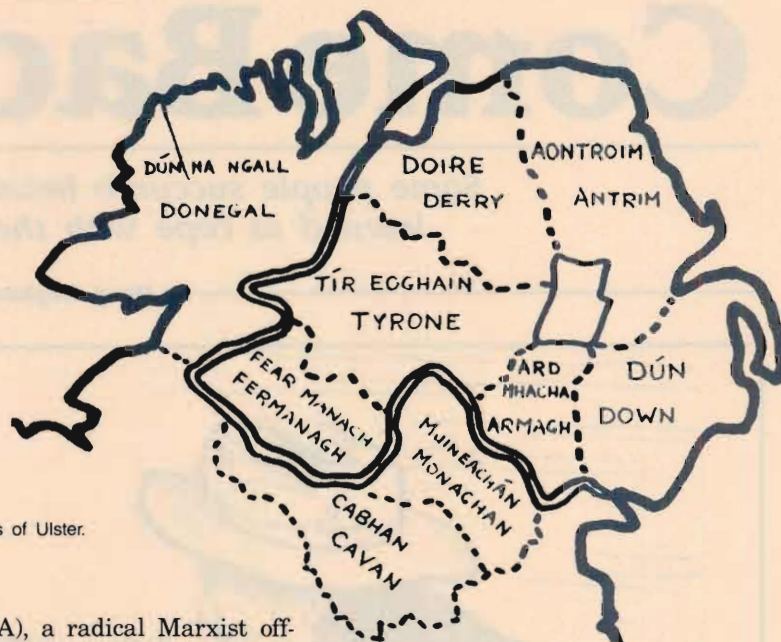 DÚN NA NGALL
DONEGAL
DOIRE
DERRY
AONTROIM
ANTRIM
TÍR EOGHAIN
TYRONE
FEAR MANACH
FERMANAGH
ARD
MHACHA
ARMAGH
DÚN
DOWN
MUINEACHÁN
MONACHAN
CABHAN
CAVAN
s of Ulster.
A), a radical Marxist off-